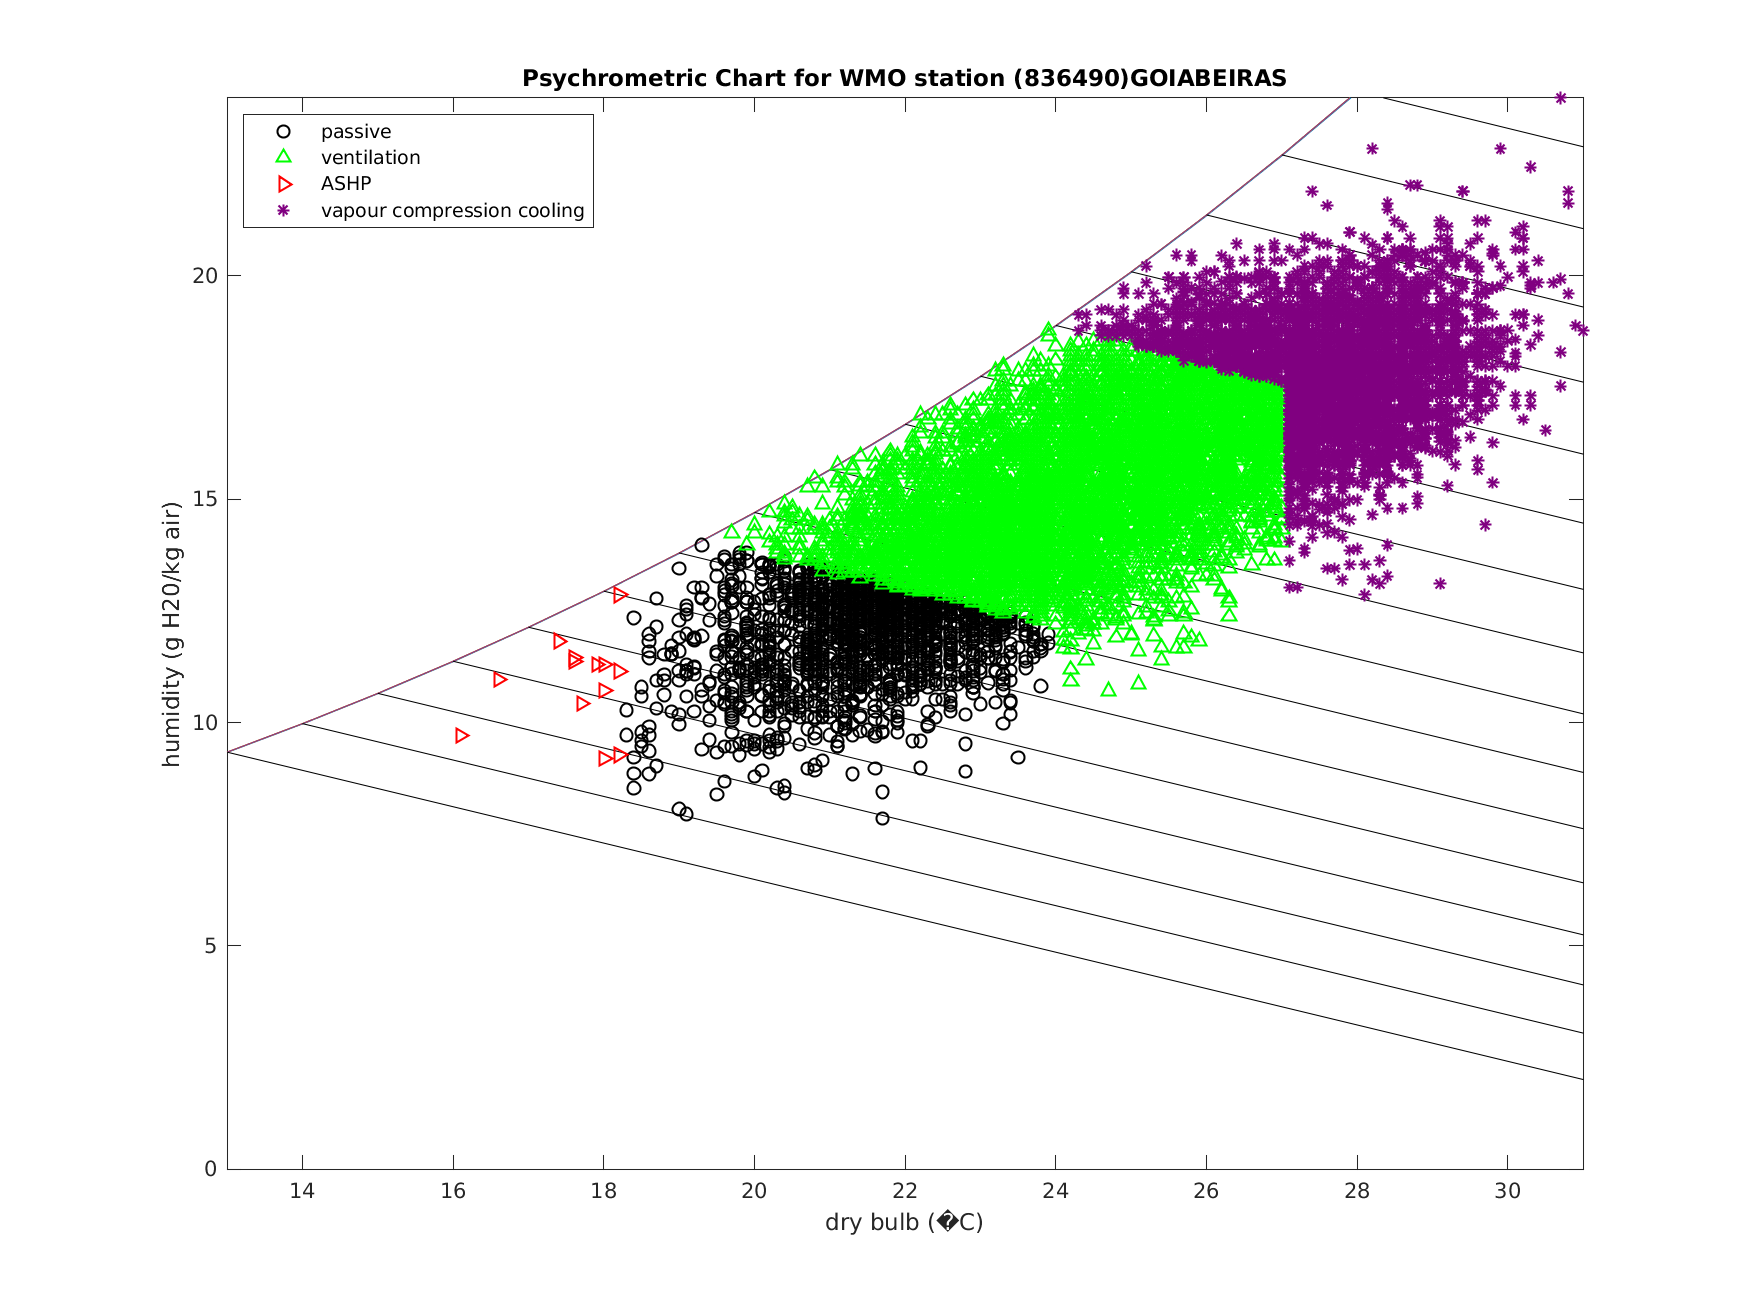 Psychrometric Chart for WMO station (836490)GOIABEIRAS
passive
ventilation
ASHP
vapour compression cooling
humidity (g H20/kg air)
20
15
10
5
0
14 16 18 20 22 24 26 28 30
dry bulb (�C)